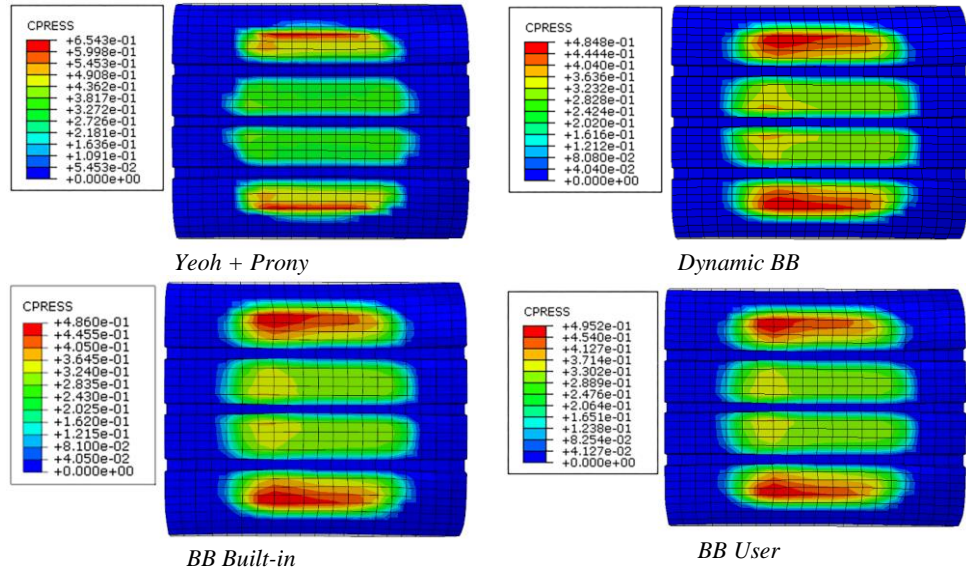 CPRESS
+6.543e-01
+5.998e-01
+5.453e-01
+4.908e-01
+4.362e-01
+3.817e-01
+3.272e-01
+2.726e-01
+2.181e-01
+1.636e-01
+1.091e-01
+5.453e-02
+0.000e+00
Yeoh + Prony
CPRESS
+4.848e-01
+4.444e-01
+4.040e-01
+3.636e-01
+3.232e-01
+2.828e-01
+2.424e-01
+2.020e-01
+1.616e-01
+1.212e-01
+8.080e-02
+4.040e-02
+0.000e+00
Dynamic BB
CPRESS
+4.860e-01
+4.455e-01
+4.050e-01
+3.645e-01
+3.240e-01
+2.835e-01
+2.430e-01
+2.025e-01
+1.620e-01
+1.215e-01
+8.100e-02
+4.050e-02
+0.000e+00
BB Built-in
CPRESS
+4.952e-01
+4.540e-01
+4.127e-01
+3.714e-01
+3.302e-01
+2.889e-01
+2.476e-01
+2.064e-01
+1.651e-01
+1.238e-01
+8.254e-02
+4.127e-02
+0.000e+00
BB User